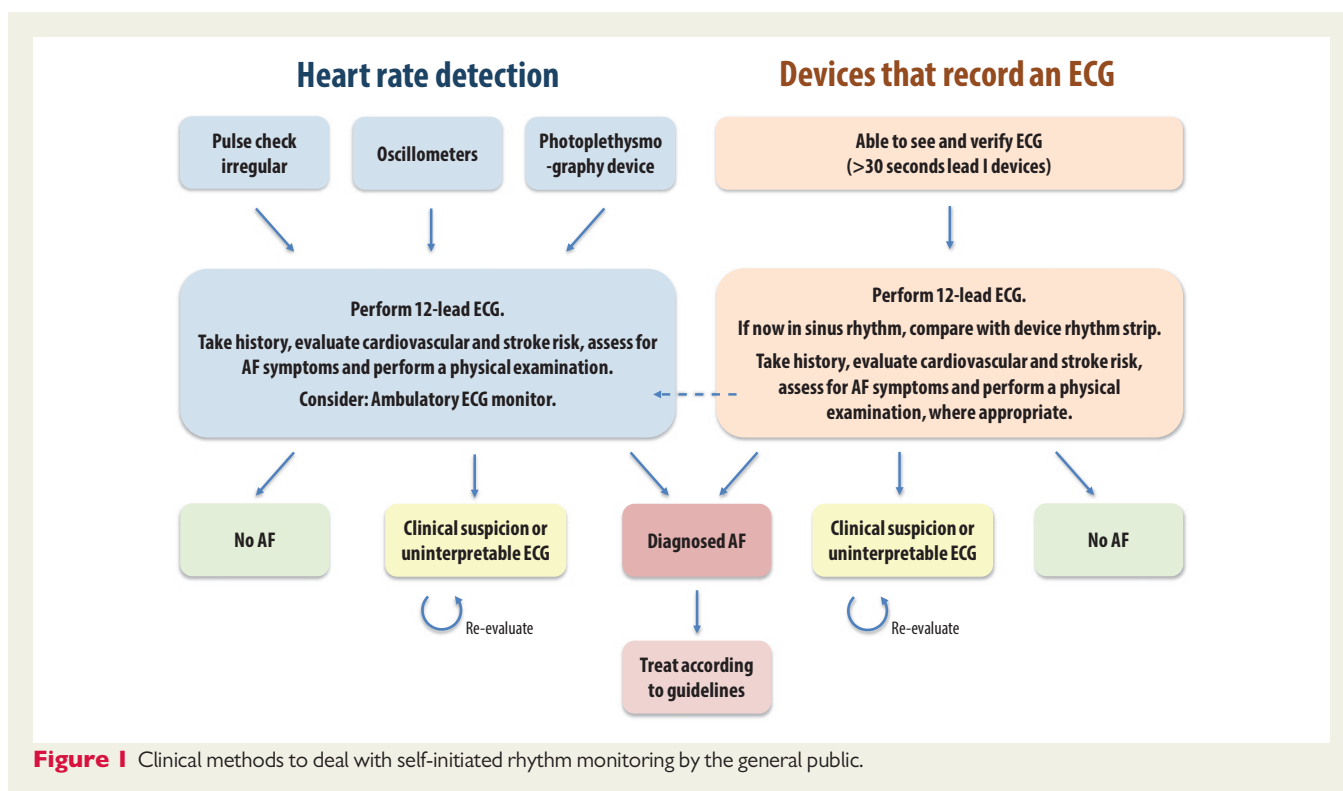 Heart rate detection
Devices that record an ECG
Pulse check
irregular
Oscillometers
Photoplethysmo
-graphy device
Able to see and verify ECG
(>30 seconds lead I devices)
Perform 12-lead ECG.
Take history, evaluate cardiovascular and stroke risk, assess for
AF symptoms and perform a physical examination.
Consider: Ambulatory ECG monitor.
Perform 12-lead ECG.
If now in sinus rhythm, compare with device rhythm strip.
Take history, evaluate cardiovascular and stroke risk,
assess for AF symptoms and perform a physical
examination, where appropriate.
No AF
Clinical suspicion or
uninterpretable ECG
Diagnosed AF
Clinical suspicion or
uninterpretable ECG
No AF
Re-evaluate
Re-evaluate
Treat according
to guidelines
Figure 1 Clinical methods to deal with self-initiated rhythm monitoring by the general public.